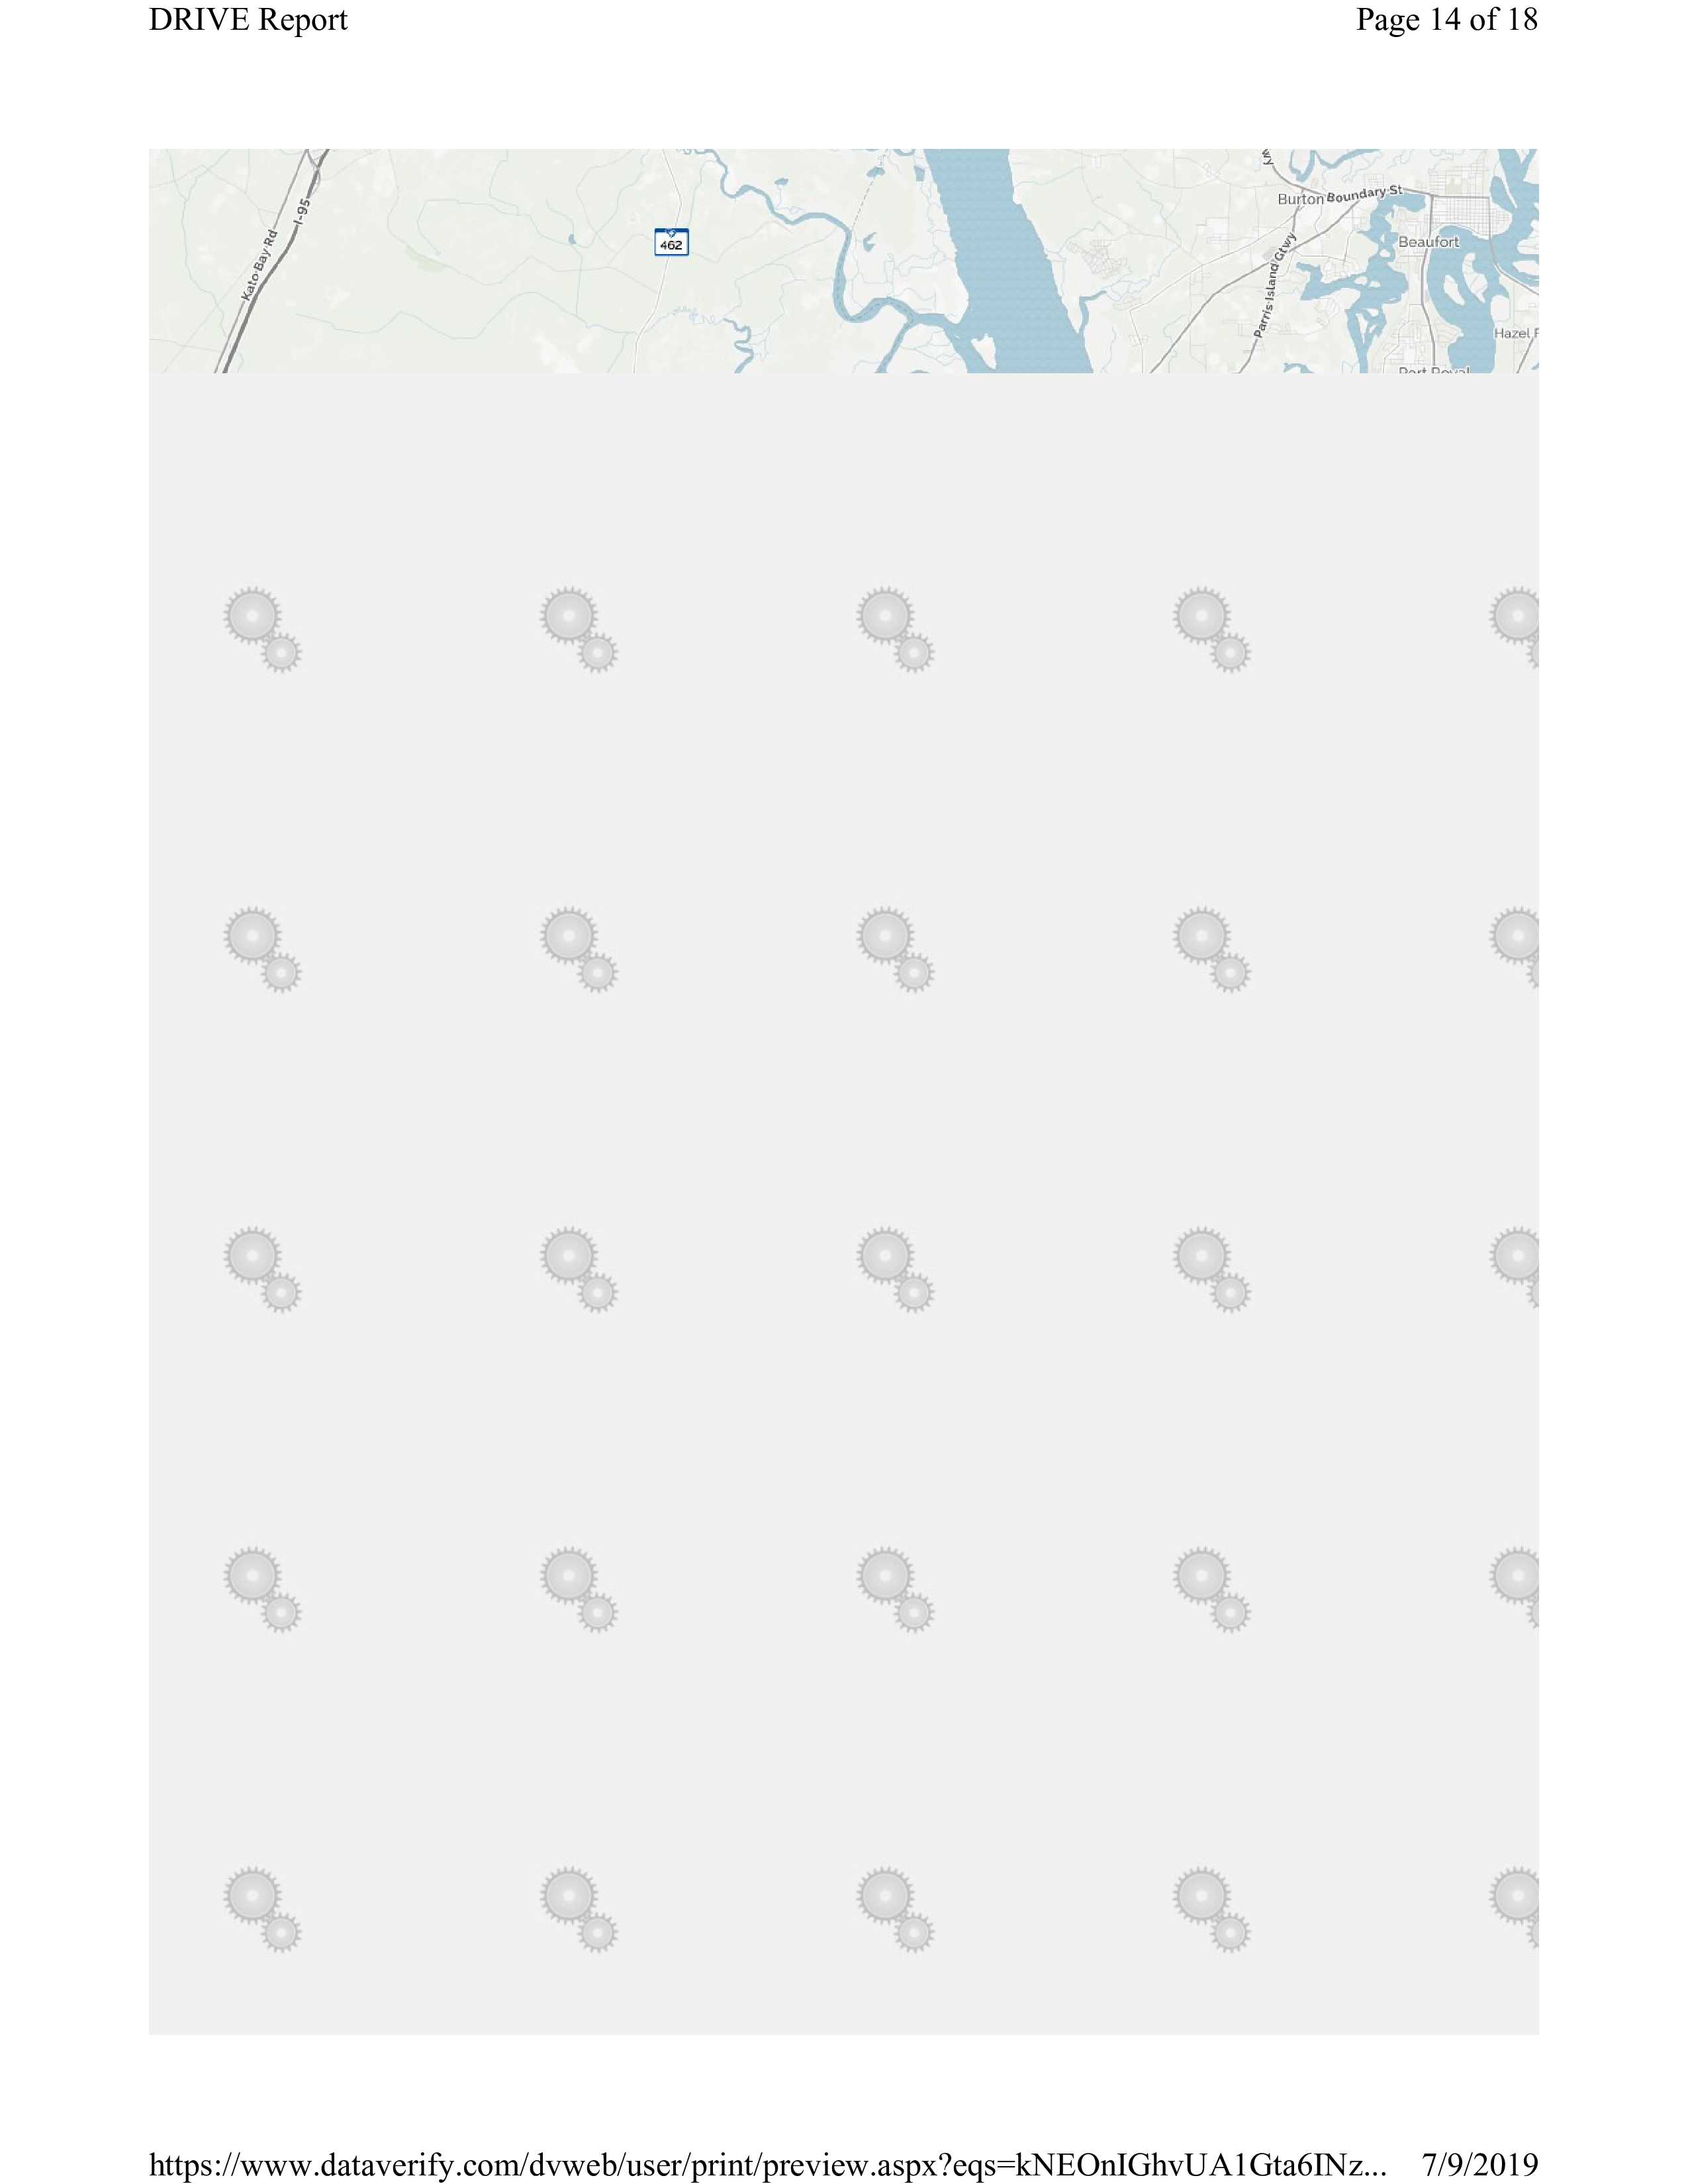 DRIVE Report Page 14 of 18
Kato Bay Rd
I-95
462
Burton
Boundary St
Beaufort
Parris Island Gtwy
Hazel
Port Royal
https://www.dataverify.com/dvweb/user/print/preview.aspx?eqs=kNEOnIGhvUA1Gta6INz... 7/9/2019